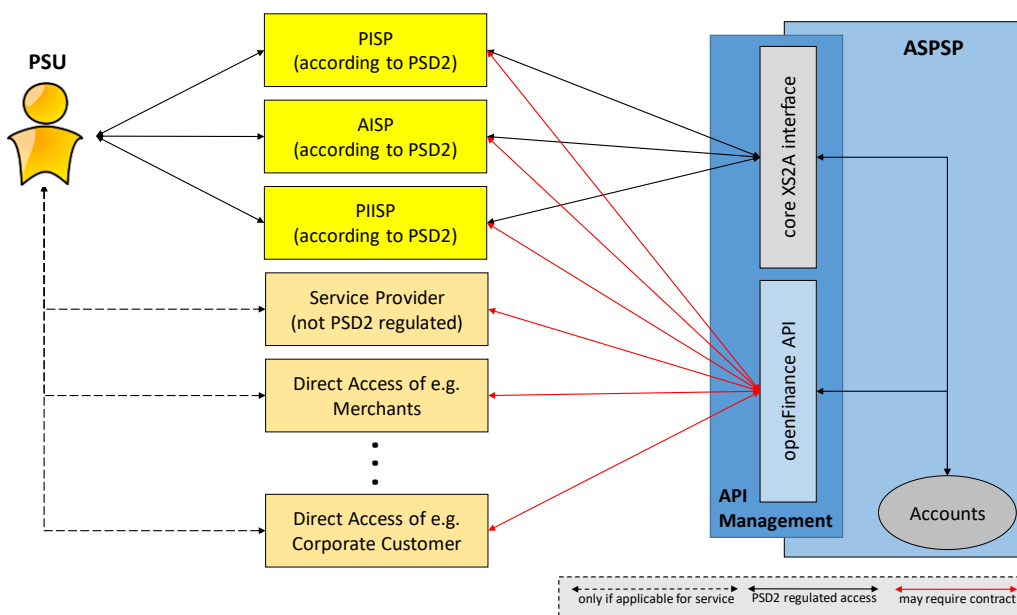 PSU
PISP
(according to PSD2)
AISP
(according to PSD2)
PIISP
(according to PSD2)
Service Provider
(not PSD2 regulated)
Direct Access of e.g.
Merchants
Direct Access of e.g.
Corporate Customer
ASPSP
core XS2A interface
openFinance API
API
Management
Accounts
only if applicable for service
PSD2 regulated access
may require contract